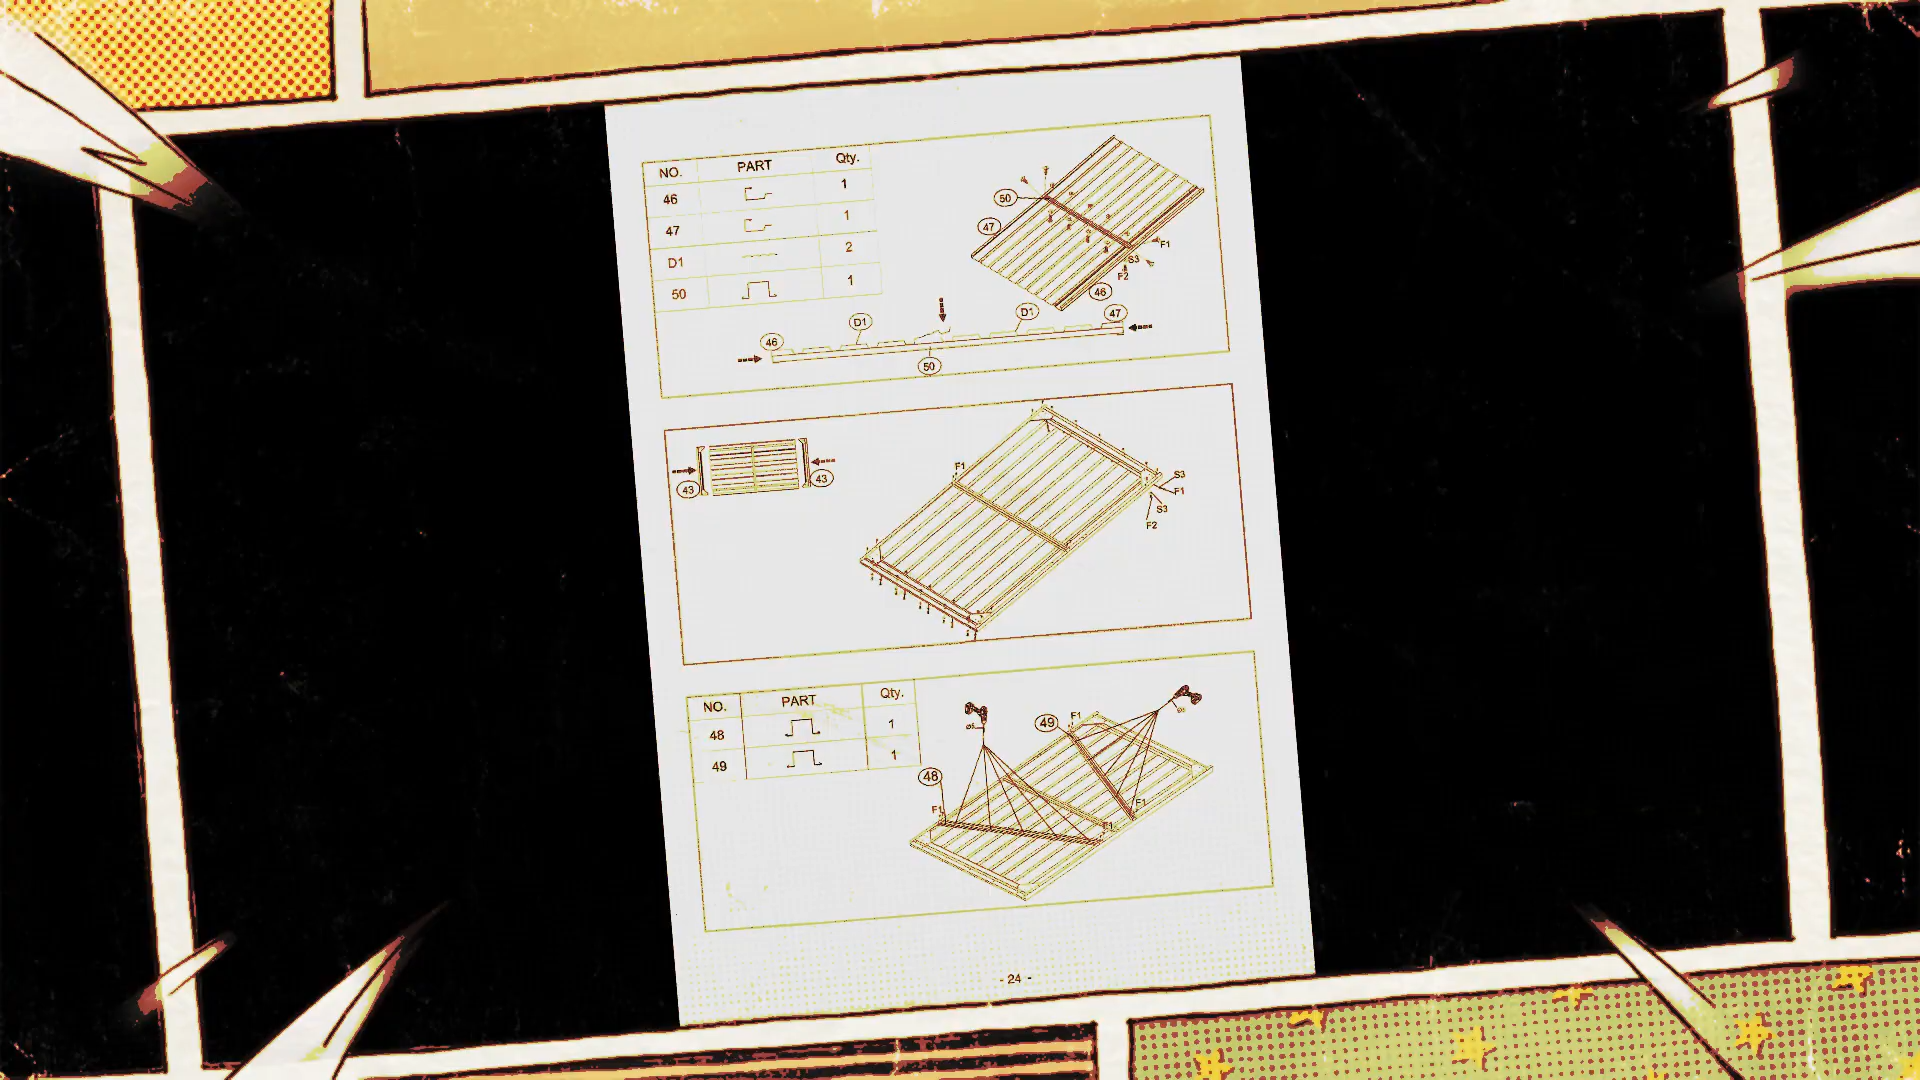 NO. PART Qty.
46 1
47 1
D1 2
50 1
50
47
F1
S3
F2
46
46
D1
D1
47
50
43
43
F1
S3
F1
S3
F2
NO. PART Qty.
48 1
49 1
49
F1
48
F1
F1
F1
- 24 -